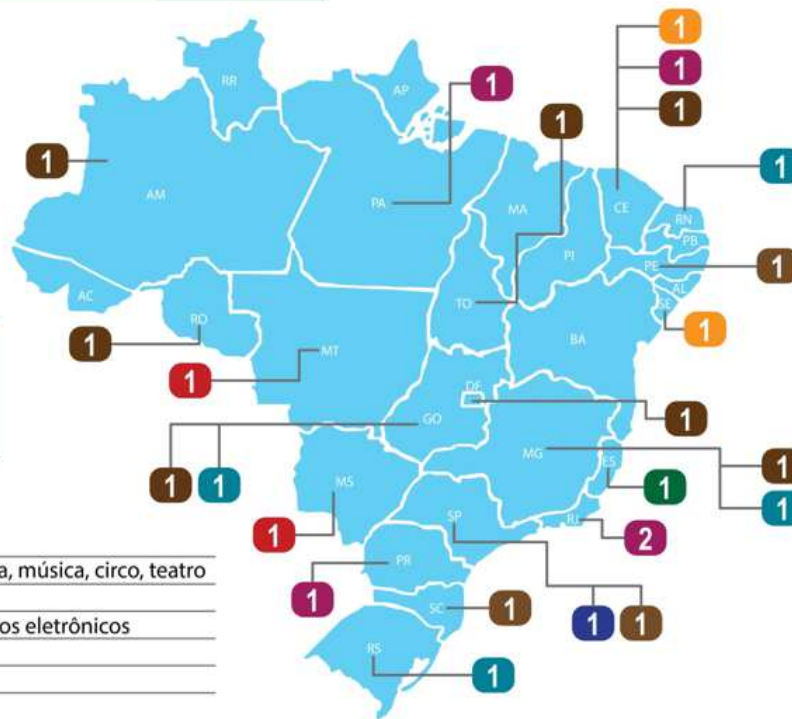 1
1
RR
AP
1
1
1
1
1
AM
PA
MA
CE
RN
PB
PI
PE
1
AC
TO
AL
SE
RO
BA
1
1
MT
1
DF
GO
1
MG
1
1
1
ES
1
MS
1
SP
RJ
2
1
a, música, circo, teatro
PR
1
SC
1
1
1
os eletrônicos
RS
1